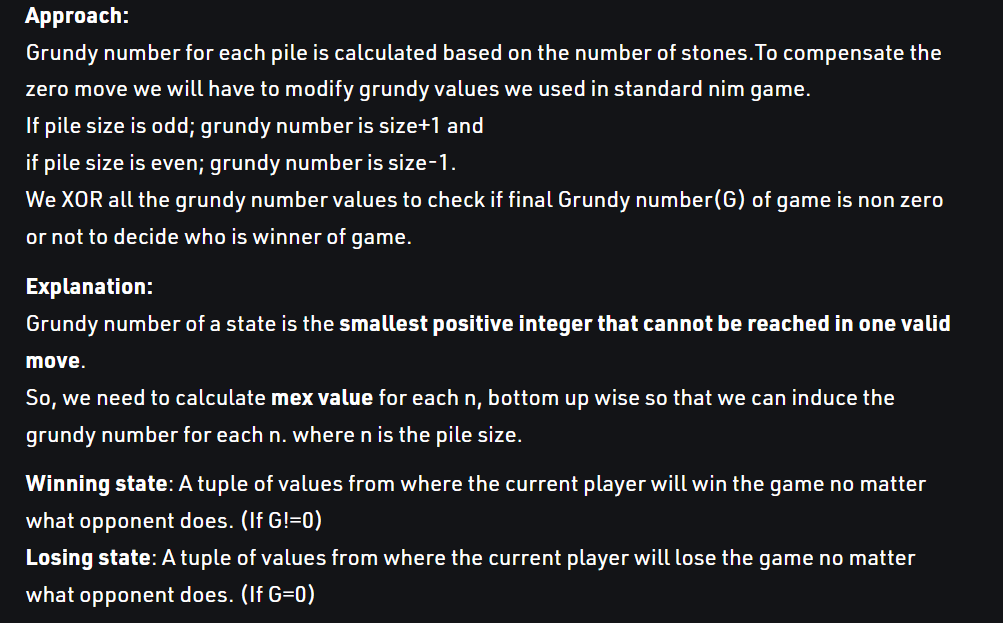 Approach:
Grundy number for each pile is calculated based on the number of stones.To compensate the
zero move we will have to modify grundy values we used in standard nim game.
If pile size is odd; grundy number is size+1 and
if pile size is even; grundy number is size-1.
We XOR all the grundy number values to check if final Grundy number(G) of game is non zero
or not to decide who is winner of game.
Explanation:
Grundy number of a state is the smallest positive integer that cannot be reached in one valid
move.
So, we need to calculate mex value for each n, bottom up wise so that we can induce the
grundy number for each n. where n is the pile size.
Winning state: A tuple of values from where the current player will win the game no matter
what opponent does. (If G!=0)
Losing state: A tuple of values from where the current player will lose the game no matter
what opponent does. (If G=0)